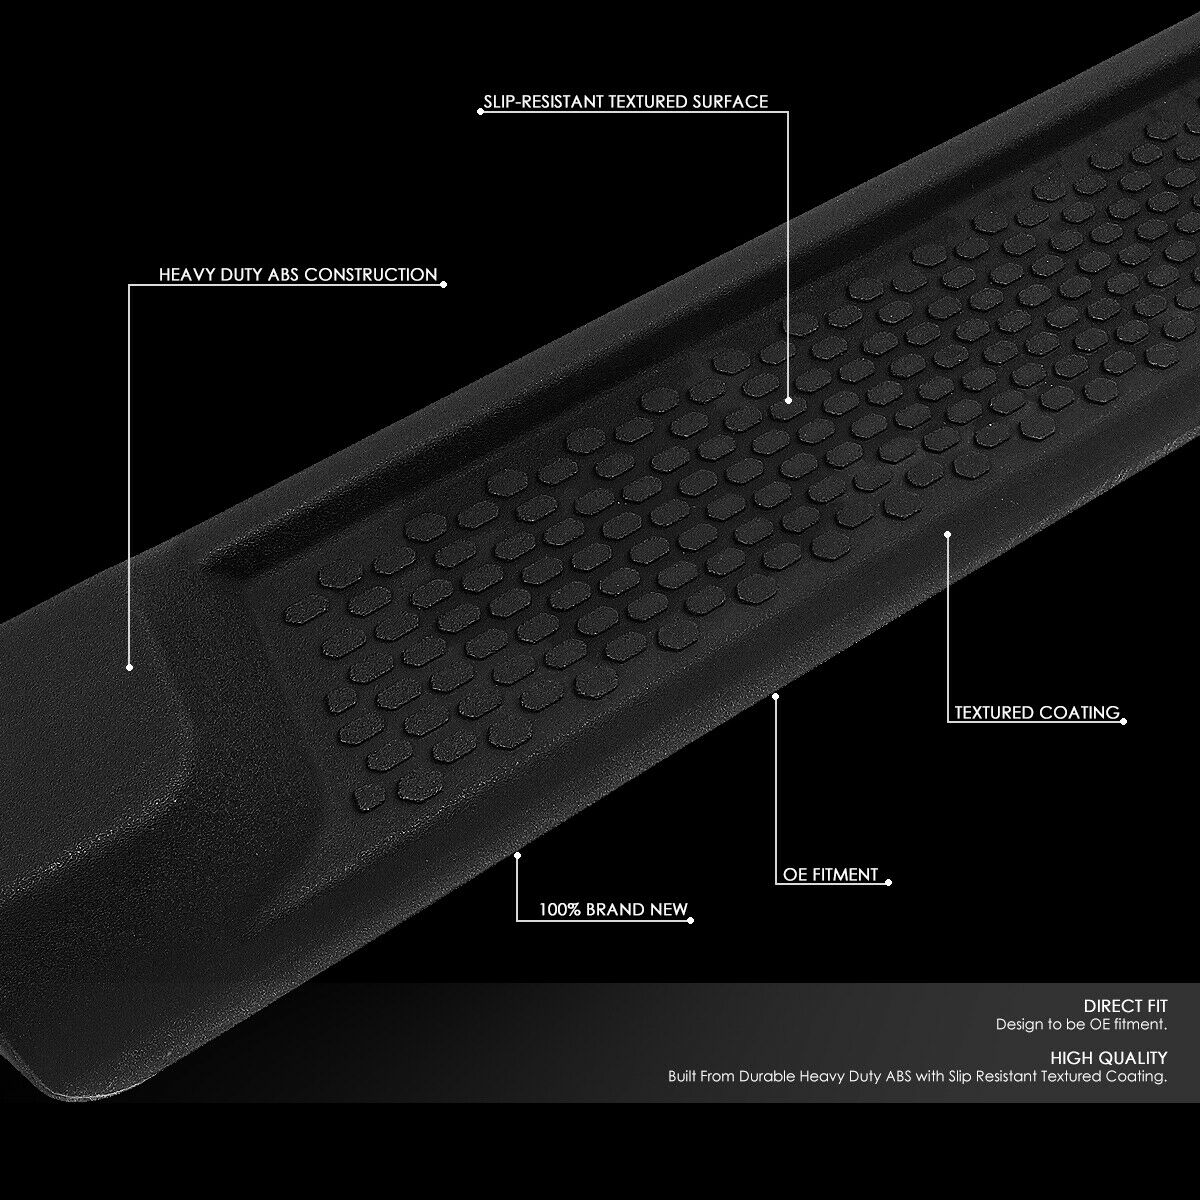 SLIP-RESISTANT TEXTURED SURFACE
HEAVY DUTY ABS CONSTRUCTION
TEXTURED COATING
OE FITMENT
100% BRAND NEW
DIRECT FIT
Design to be OE fitment.
HIGH QUALITY
Built From Durable Heavy Duty ABS with Slip Resistant Textured Coating.